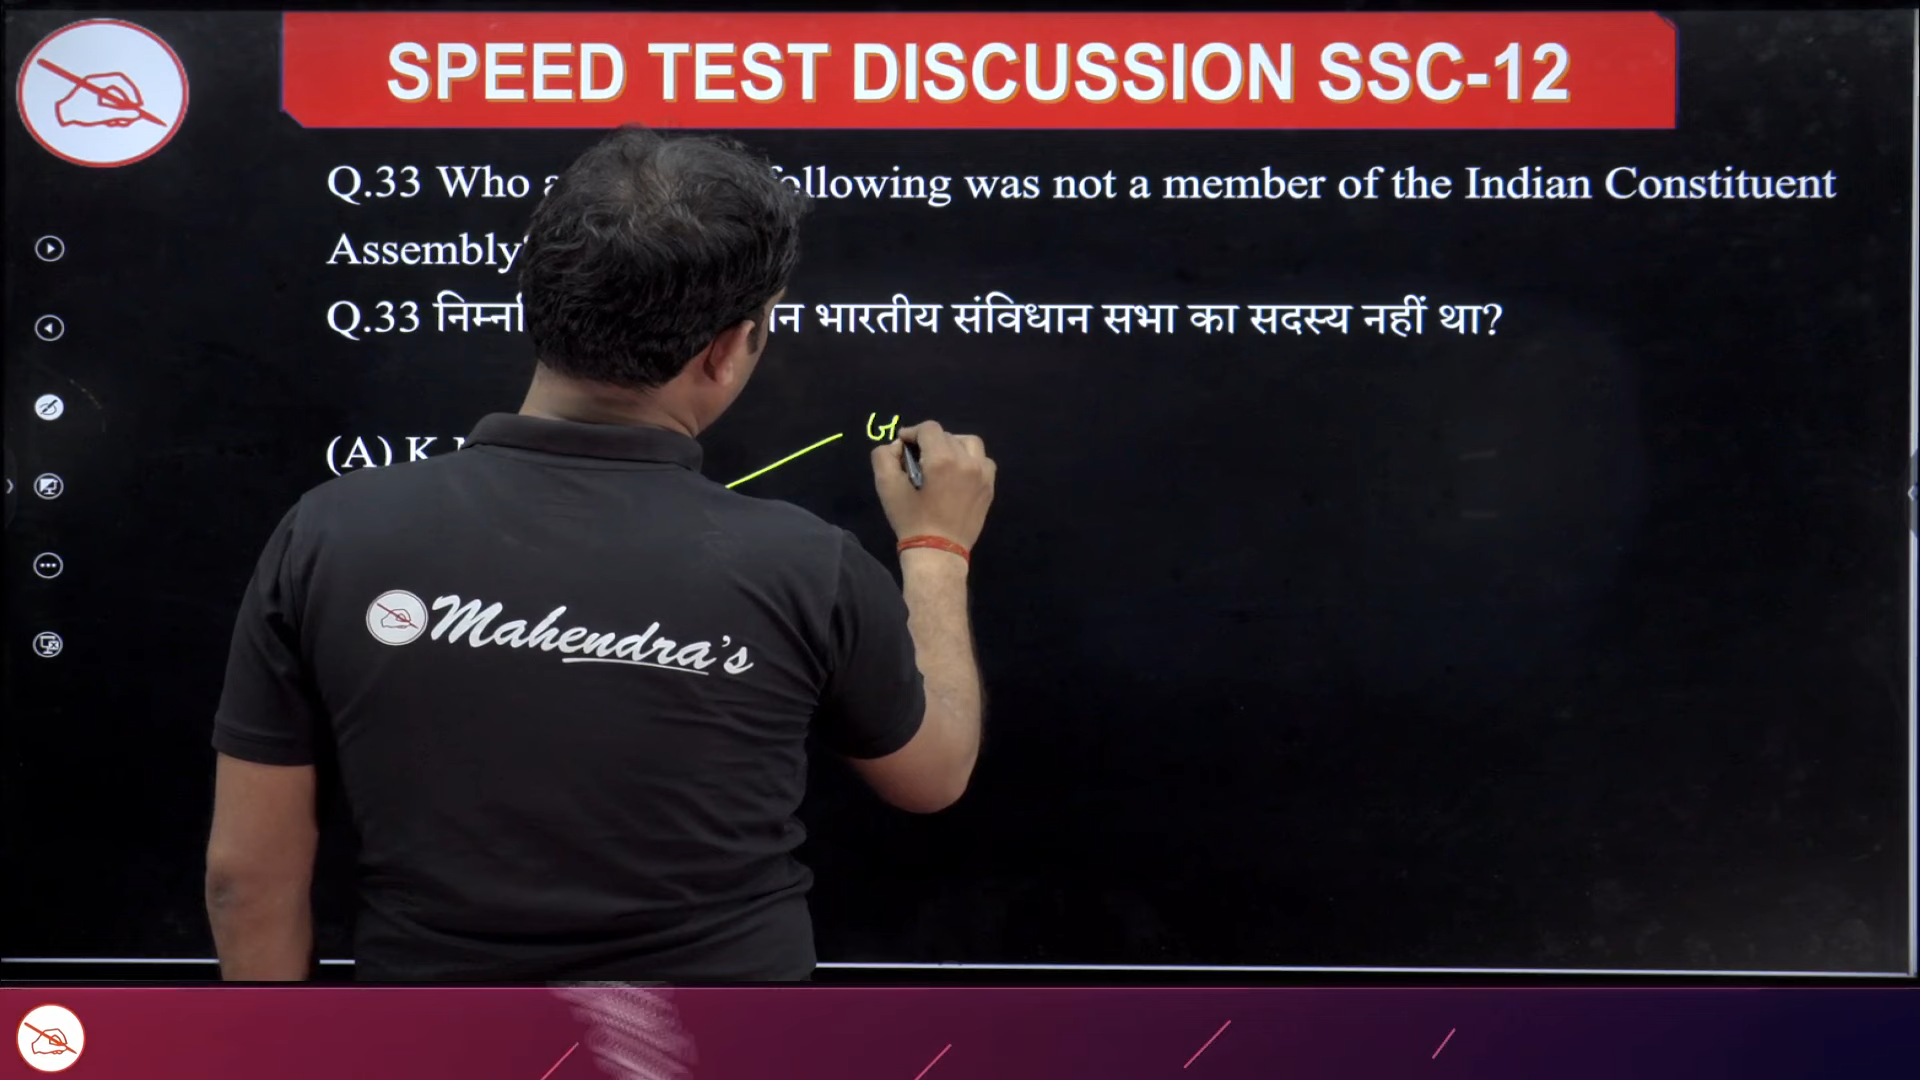 SPEED TEST DISCUSSION SSC-12
Q.33 Who following was not a member of the Indian Constituent
Assembly
Q.33 भारतीय संविधान सभा का सदस्य नहीं था?
(A) K
Mahendra's